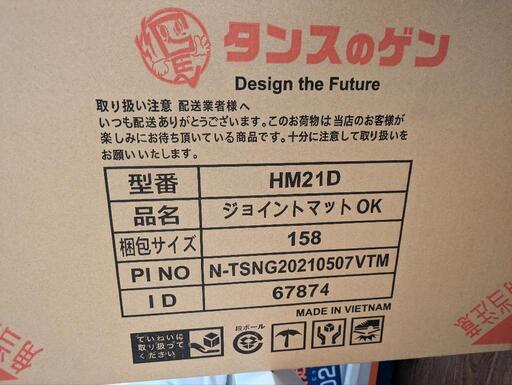 タンスのゲン
Design the Future
取り扱い注意 配送業者様へ
いつも配送ありがとうございます。このお荷物は当店のお客様が
楽しみにお待ち頂いている商品です。十分に注意して取り扱いを
お願いいたします。
型番 HM21D
品名 ジョイントマットOK
梱包サイズ 158
PI NO N-TSNG20210507VTM
ID 67874
MADE IN VIETNAM
ていねいに
取り扱って
ください
段ボール